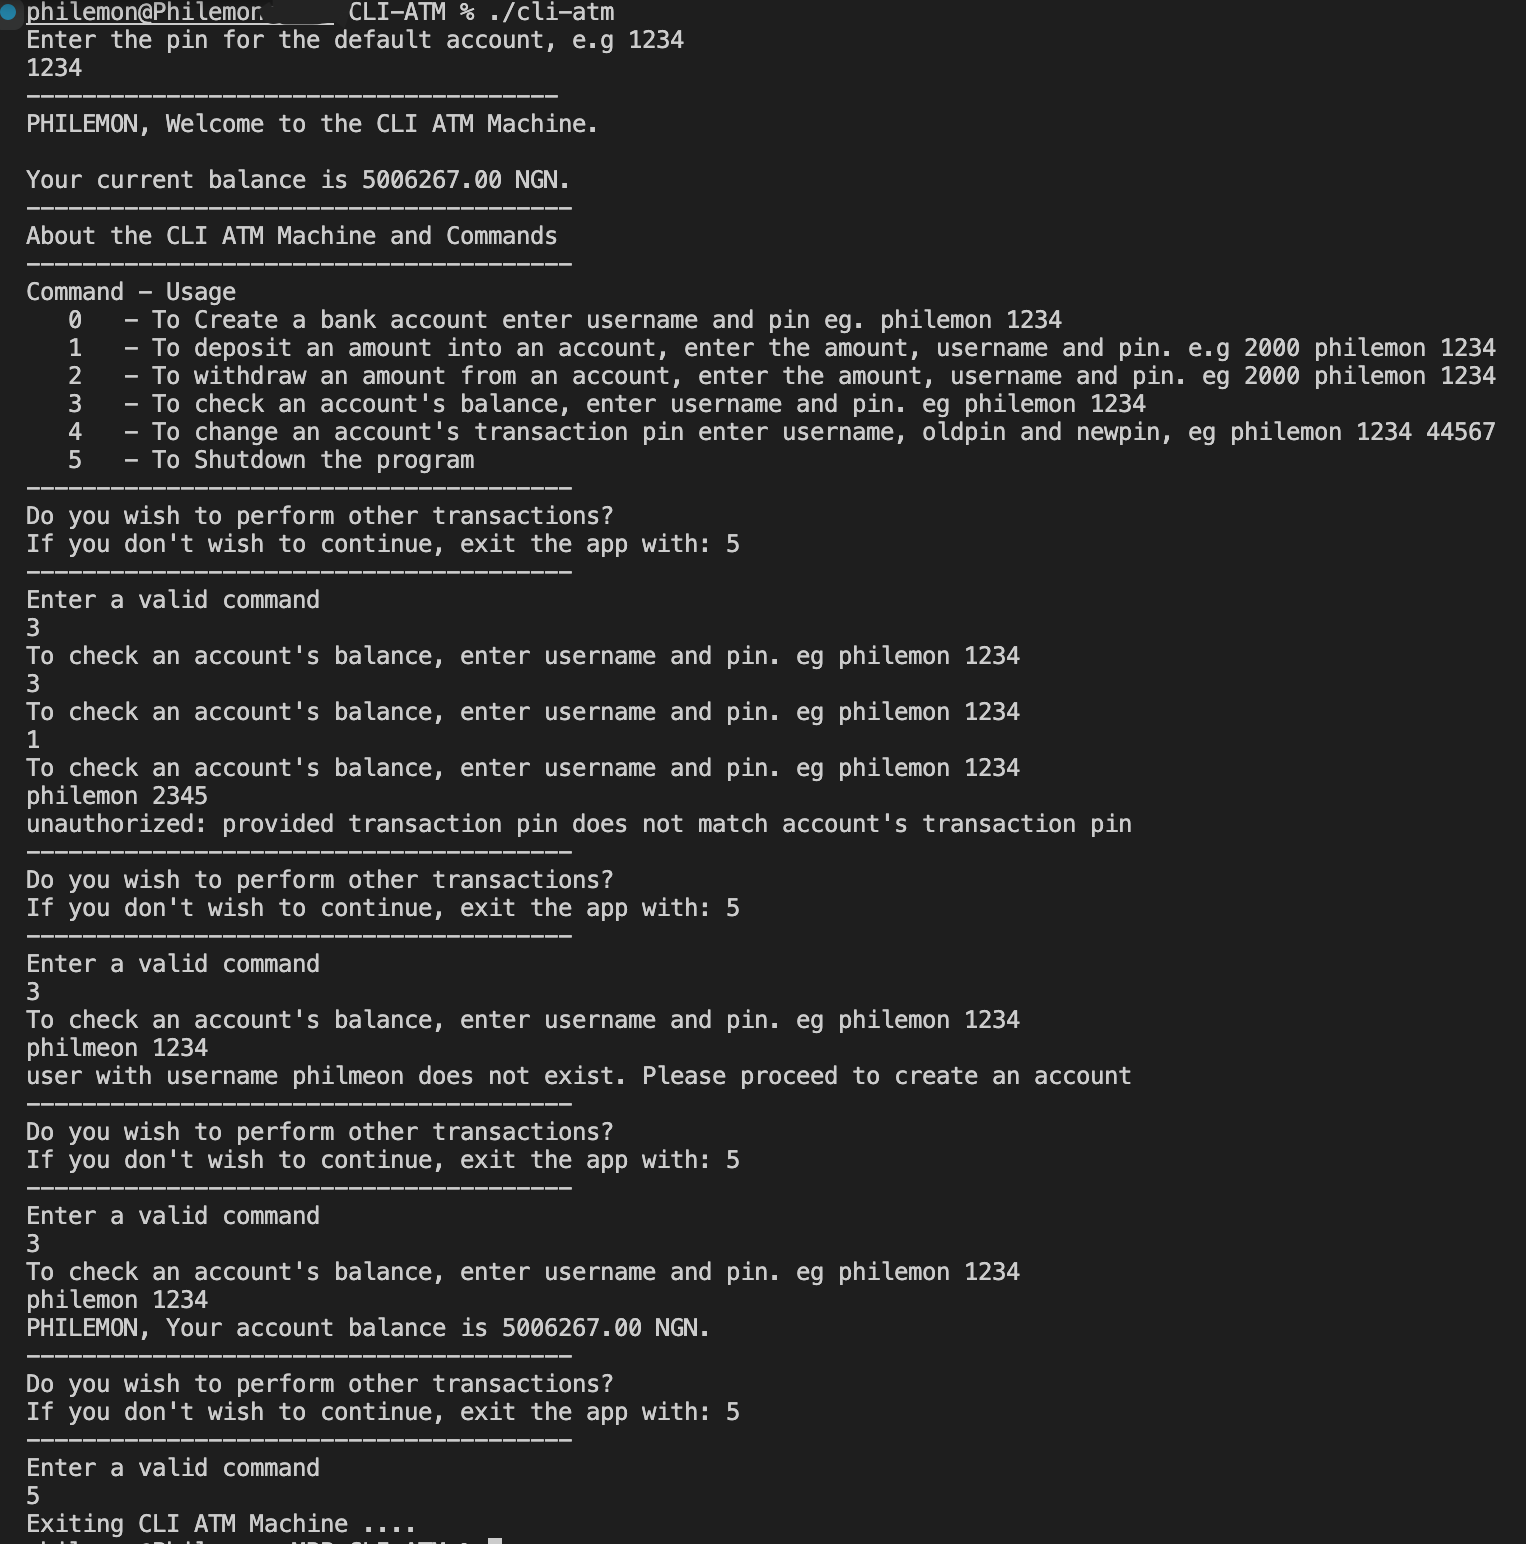 philemon@Philemon CLI-ATM % ./cli-atm
Enter the pin for the default account, e.g 1234
1234
--------------------------------------
PHILEMON, Welcome to the CLI ATM Machine.
Your current balance is 5006267.00 NGN.
---------------------------------------
About the CLI ATM Machine and Commands
---------------------------------------
Command - Usage
0 - To Create a bank account enter username and pin eg. philemon 1234
1 - To deposit an amount into an account, enter the amount, username and pin. e.g 2000 philemon 1234
2 - To withdraw an amount from an account, enter the amount, username and pin. eg 2000 philemon 1234
3 - To check an account's balance, enter username and pin. eg philemon 1234
4 - To change an account's transaction pin enter username, oldpin and newpin, eg philemon 1234 44567
5 - To Shutdown the program
---------------------------------------
Do you wish to perform other transactions?
If you don't wish to continue, exit the app with: 5
---------------------------------------
Enter a valid command
3
To check an account's balance, enter username and pin. eg philemon 1234
3
To check an account's balance, enter username and pin. eg philemon 1234
1
To check an account's balance, enter username and pin. eg philemon 1234
philemon 2345
unauthorized: provided transaction pin does not match account's transaction pin
---------------------------------------
Do you wish to perform other transactions?
If you don't wish to continue, exit the app with: 5
---------------------------------------
Enter a valid command
3
To check an account's balance, enter username and pin. eg philemon 1234
philmeon 1234
user with username philmeon does not exist. Please proceed to create an account
---------------------------------------
Do you wish to perform other transactions?
If you don't wish to continue, exit the app with: 5
---------------------------------------
Enter a valid command
3
To check an account's balance, enter username and pin. eg philemon 1234
philemon 1234
PHILEMON, Your account balance is 5006267.00 NGN.
---------------------------------------
Do you wish to perform other transactions?
If you don't wish to continue, exit the app with: 5
---------------------------------------
Enter a valid command
5
Exiting CLI ATM Machine ....